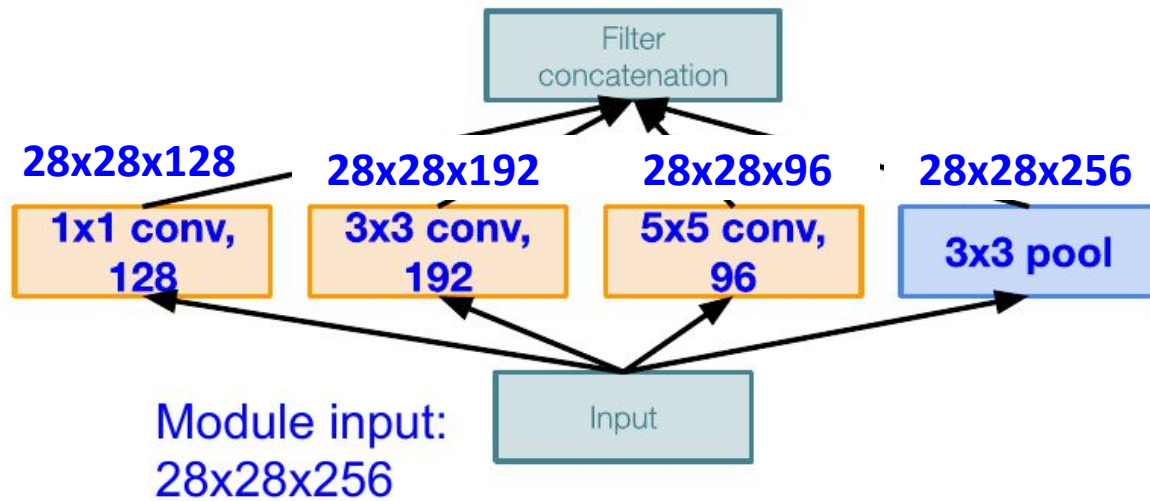 Filter
concatenation
28x28x128
28x28x192
28x28x96
28x28x256
1x1 conv,
128
3x3 conv,
192
5x5 conv,
96
3x3 pool
Input
Module input:
28x28x256